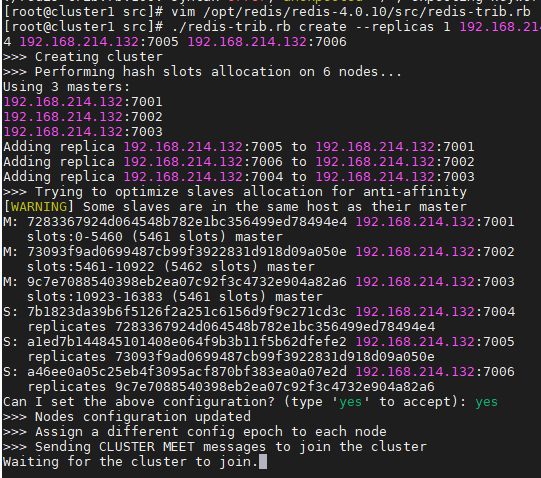 [root@cluster1 src]# vim /opt/redis/redis-4.0.10/src/redis-trib.rb
[root@cluster1 src]# ./redis-trib.rb create --replicas 1 192.168.214
4 192.168.214.132:7005 192.168.214.132:7006
>>> Creating cluster
>>> Performing hash slots allocation on 6 nodes...
Using 3 masters:
192.168.214.132:7001
192.168.214.132:7002
192.168.214.132:7003
Adding replica 192.168.214.132:7005 to 192.168.214.132:7001
Adding replica 192.168.214.132:7006 to 192.168.214.132:7002
Adding replica 192.168.214.132:7004 to 192.168.214.132:7003
>>> Trying to optimize slaves allocation for anti-affinity
[WARNING] Some slaves are in the same host as their master
M: 7283367924d064548b782e1bc356499ed78494e4 192.168.214.132:7001
slots:0-5460 (5461 slots) master
M: 73093f9ad0699487cb99f3922831d918d09a050e 192.168.214.132:7002
slots:5461-10922 (5462 slots) master
M: 9c7e7088540398eb2ea07c92f3c4732e904a82a6 192.168.214.132:7003
slots:10923-16383 (5461 slots) master
S: 7b1823da39b6f5126f2a251c6156d9f9c271cd3c 192.168.214.132:7004
replicates 7283367924d064548b782e1bc356499ed78494e4
S: a1ed7b144845101408e064f9b3b11f5b62dfefe2 192.168.214.132:7005
replicates 73093f9ad0699487cb99f3922831d918d09a050e
S: a46ee0a05c25eb4f3095acf870bf383ea0a07e2d 192.168.214.132:7006
replicates 9c7e7088540398eb2ea07c92f3c4732e904a82a6
Can I set the above configuration? (type 'yes' to accept): yes
>>> Nodes configuration updated
>>> Assign a different config epoch to each node
>>> Sending CLUSTER MEET messages to join the cluster
Waiting for the cluster to join.